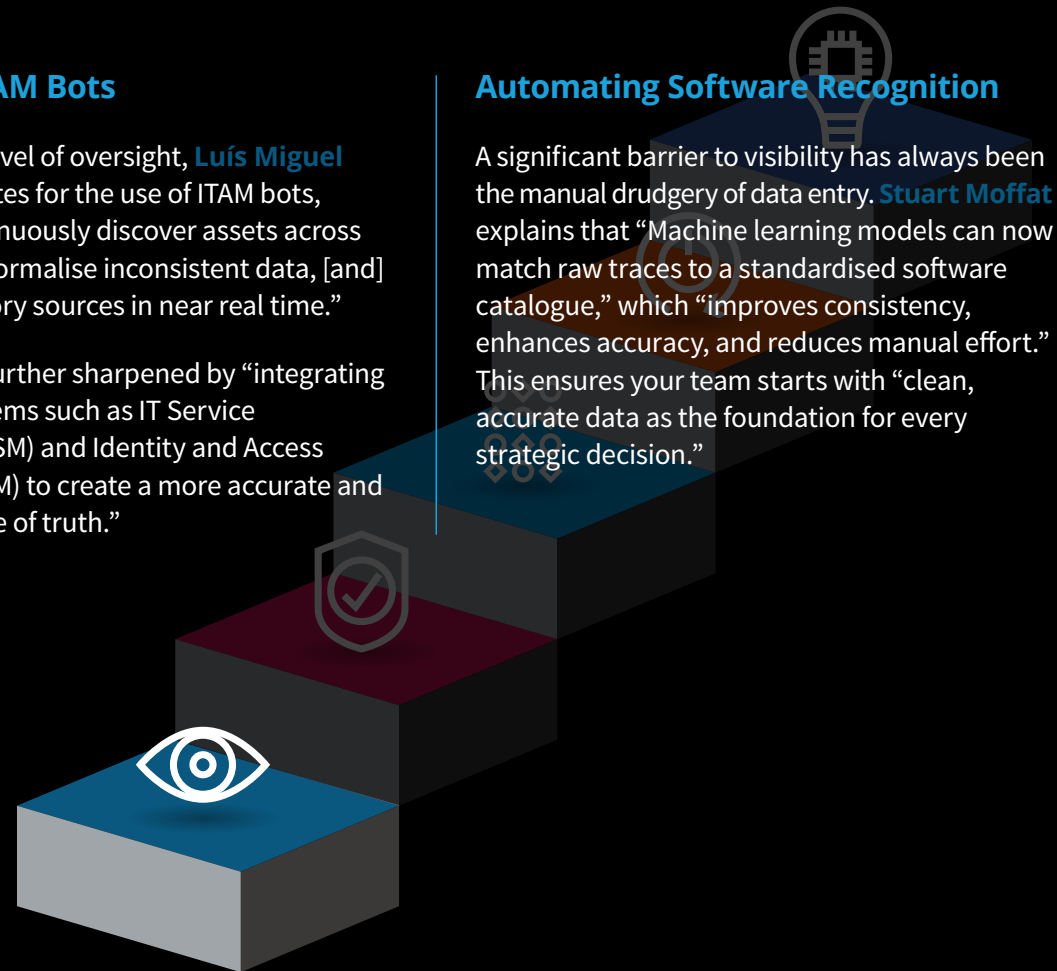 AM Bots
vel of oversight, Luís Miguel
tes for the use of ITAM bots,
nuously discover assets across
ormalise inconsistent data, [and]
ory sources in near real time.”
urther sharpened by “integrating
ems such as IT Service
SM) and Identity and Access
M) to create a more accurate and
e of truth.”
Automating Software Recognition
A significant barrier to visibility has always been
the manual drudgery of data entry. Stuart Moffat
explains that “Machine learning models can now
match raw traces to a standardised software
catalogue,” which “improves consistency,
enhances accuracy, and reduces manual effort.”
This ensures your team starts with “clean,
accurate data as the foundation for every
strategic decision.”